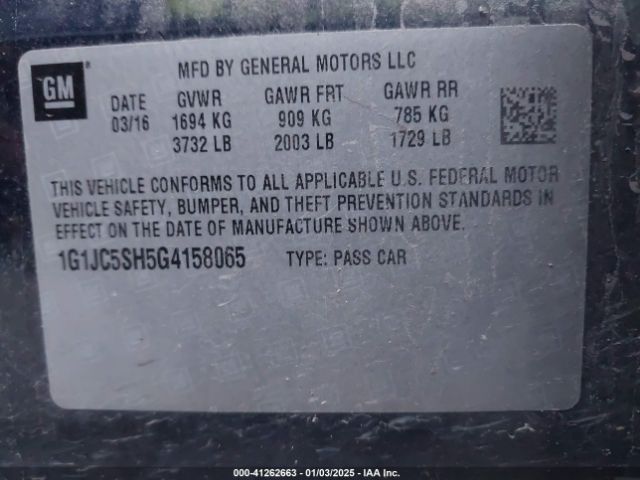 MFD BY GENERAL MOTORS LLC
GM ®
DATE GVWR GAWR FRT GAWR RR
03/16 1694 KG 909 KG 785 KG
3732 LB 2003 LB 1729 LB
THIS VEHICLE CONFORMS TO ALL APPLICABLE U.S. FEDERAL MOTOR
VEHICLE SAFETY, BUMPER, AND THEFT PREVENTION STANDARDS IN
EFFECT ON THE DATE OF MANUFACTURE SHOWN ABOVE.
1G1JC5SH5G4158065 TYPE: PASS CAR
000-41262663 - 01/03/2025 - IAA Inc.